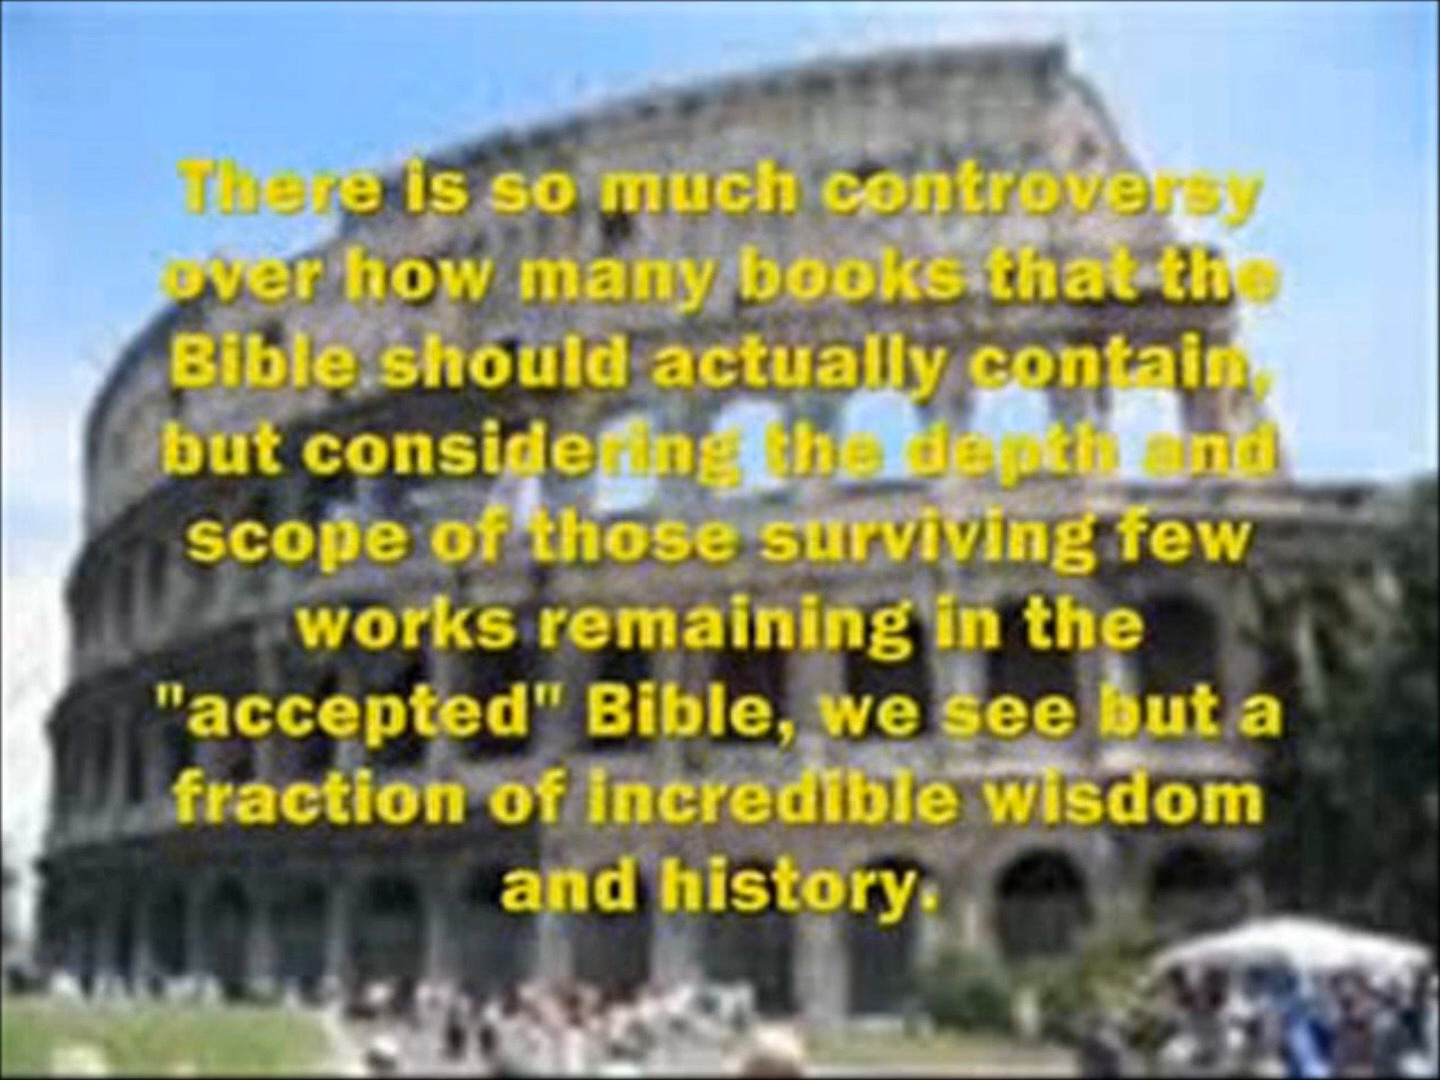 There is so much controversy
over how many books that the
Bible should actually contain,
but considering the depth and
scope of those surviving few
works remaining in the
"accepted" Bible, we see but a
fraction of incredible wisdom
and history.